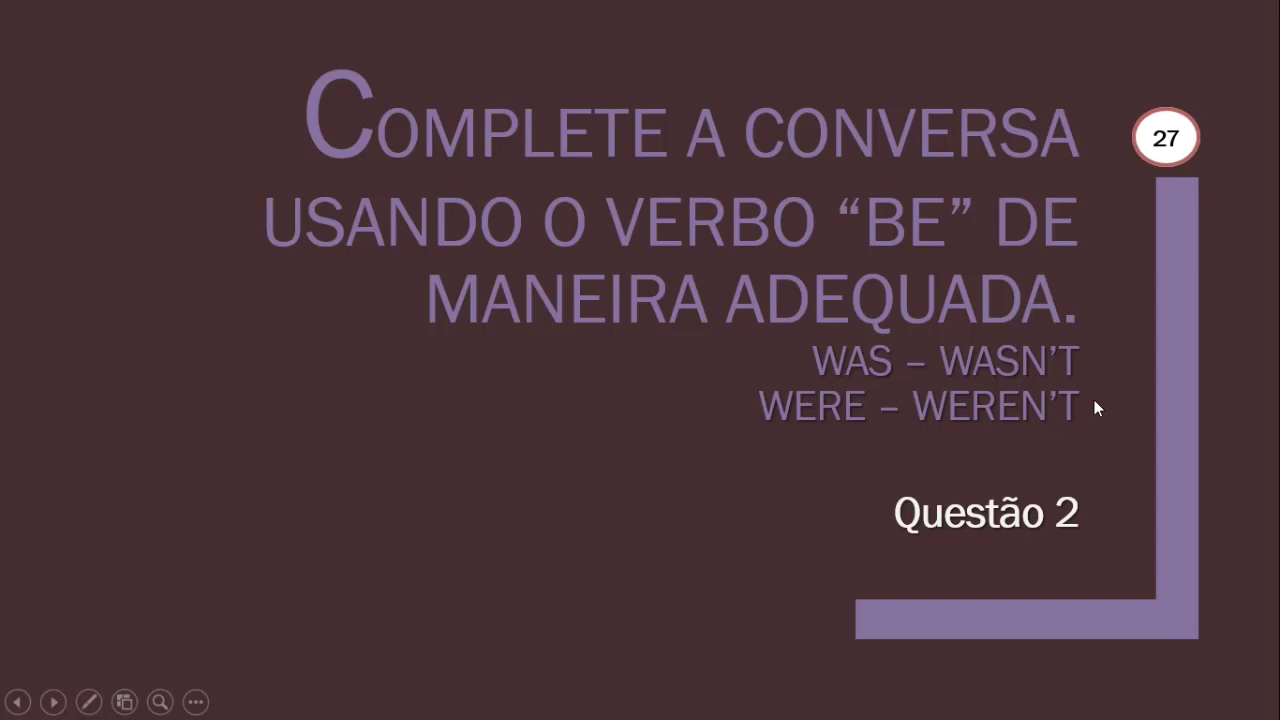 COMPLETE A CONVERSA
27
USANDO O VERBO “BE” DE
MANEIRA ADEQUADA.
WAS – WASN’T
WERE – WEREN’T
Questão 2